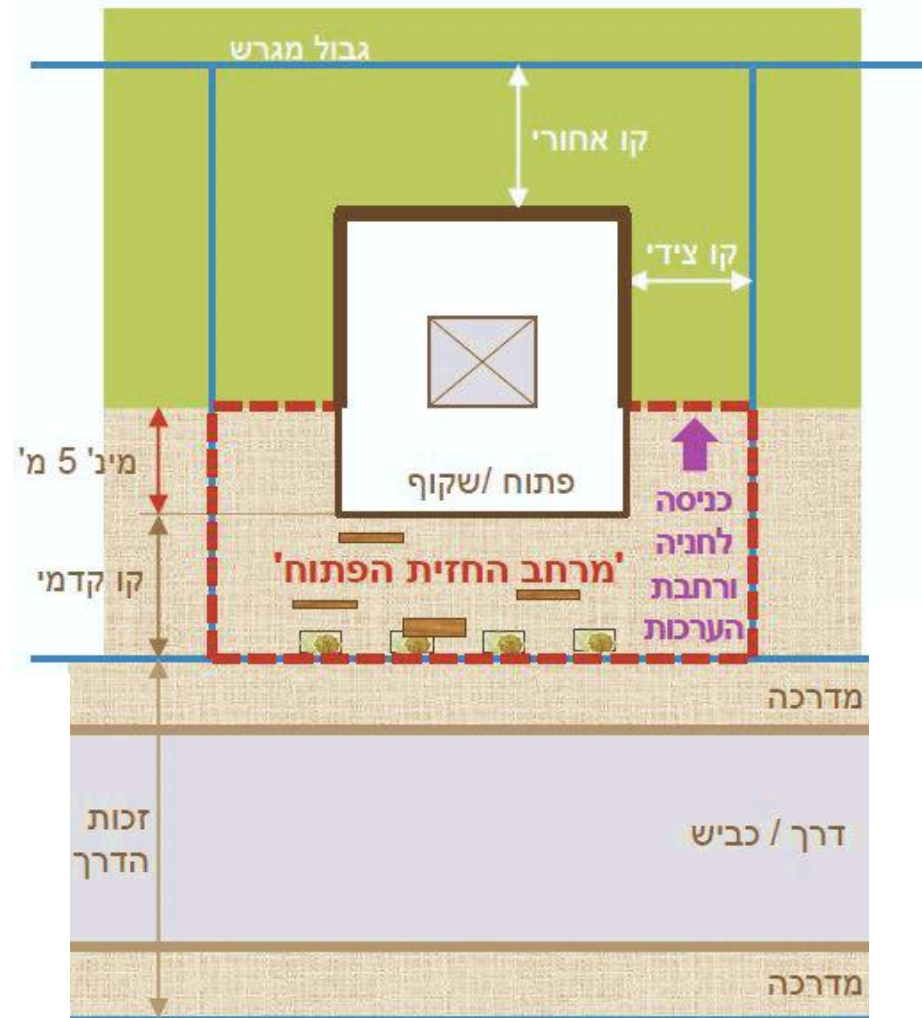 גבול מגרש
קו אחורי
קו צידי
מינ' 5 מ'
פתוח /שקוף
כניסה
לחניה
ורחבת
הערכות
קו קדמי
'מרחב החזית הפתוח'
מדרכה
זכות
הדרך
דרך / כביש
מדרכה